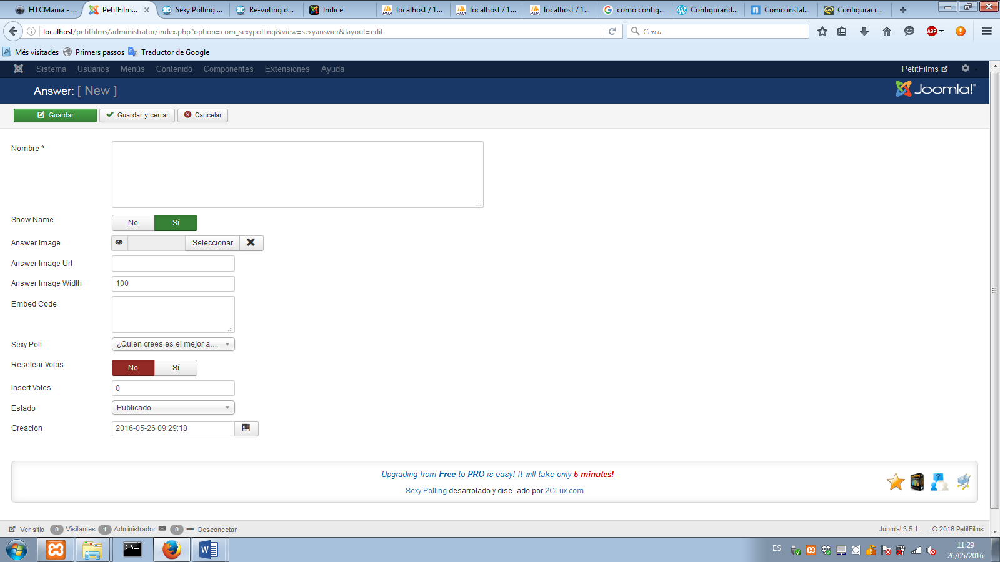 HTCMania - ...
PetitFilm...
Sexy Polling ...
Re-voting o...
Indice
localhost / 1...
localhost / 1...
localhost / 1...
como config...
Configurand...
Como instal...
Configuraci...
localhost/petitfilms/administrator/index.php?option=com_sexypolling&view=sexyanswer&layout=edit
Cerca
ABP
Més visitades
Primers passos
Traductor de Google
Sistema Usuarios Menús Contenido Componentes Extensiones Ayuda
PetitFilms
Answer: [ New ]
Joomla!
Guardar
Guardar y cerrar
Cancelar
Nombre *
Show Name
No
Sí
Answer Image
Seleccionar
Answer Image Url
Answer Image Width
100
Embed Code
Sexy Poll
¿Quien crees es el mejor a...
Resetear Votos
No
Sí
Insert Votes
0
Estado
Publicado
Creacion
2016-05-26 09:29:18
Upgrading from Free to PRO is easy! It will take only 5 minutes!
Sexy Polling desarrolado y dise–ado por 2GLux.com
Ver sitio
0 Visitantes
1 Administrador
0
Desconectar
Joomla! 3.5.1 — © 2016 PetitFilms
ES
11:29
26/05/2016